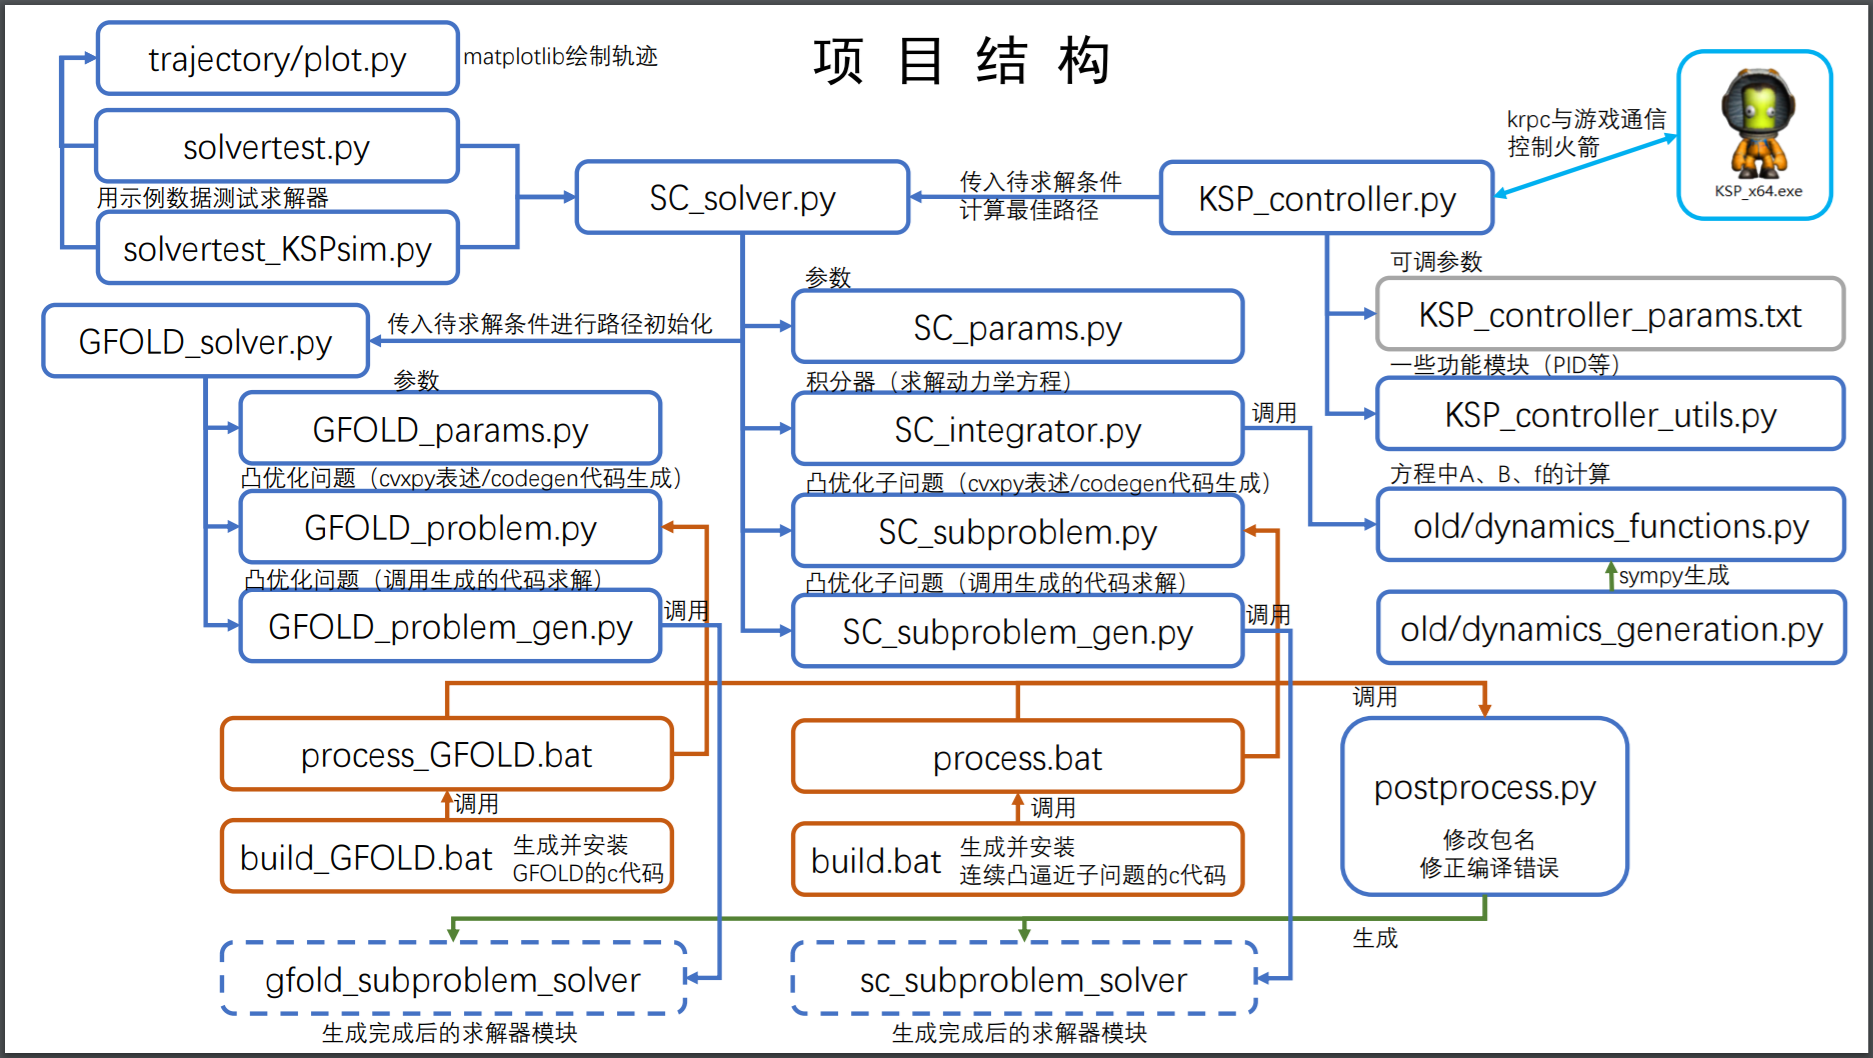 项目结构
trajectory/plot.py
matplotlib绘制轨迹
solvertest.py
用示例数据测试求解器
solvertest_KSPsim.py
SC_solver.py
传入待求解条件
计算最佳路径
KSP_controller.py
krpc与游戏通信
控制火箭
KSP_x64.exe
GFOLD_solver.py
传入待求解条件进行路径初始化
参数
GFOLD_params.py
凸优化问题（cvxpy表述/codegen代码生成）
GFOLD_problem.py
凸优化问题（调用生成的代码求解）
GFOLD_problem_gen.py
调用
参数
SC_params.py
积分器（求解动力学方程）
SC_integrator.py
调用
凸优化子问题（cvxpy表述/codegen代码生成）
SC_subproblem.py
凸优化子问题（调用生成的代码求解）
SC_subproblem_gen.py
调用
可调参数
KSP_controller_params.txt
一些功能模块（PID等）
KSP_controller_utils.py
方程中A、B、f的计算
old/dynamics_functions.py
sympy生成
old/dynamics_generation.py
process_GFOLD.bat
调用
build_GFOLD.bat
生成并安装
GFOLD的c代码
process.bat
调用
build.bat
生成并安装
连续凸逼近子问题的c代码
调用
postprocess.py
修改包名
修正编译错误
生成
gfold_subproblem_solver
生成完成后的求解器模块
sc_subproblem_solver
生成完成后的求解器模块